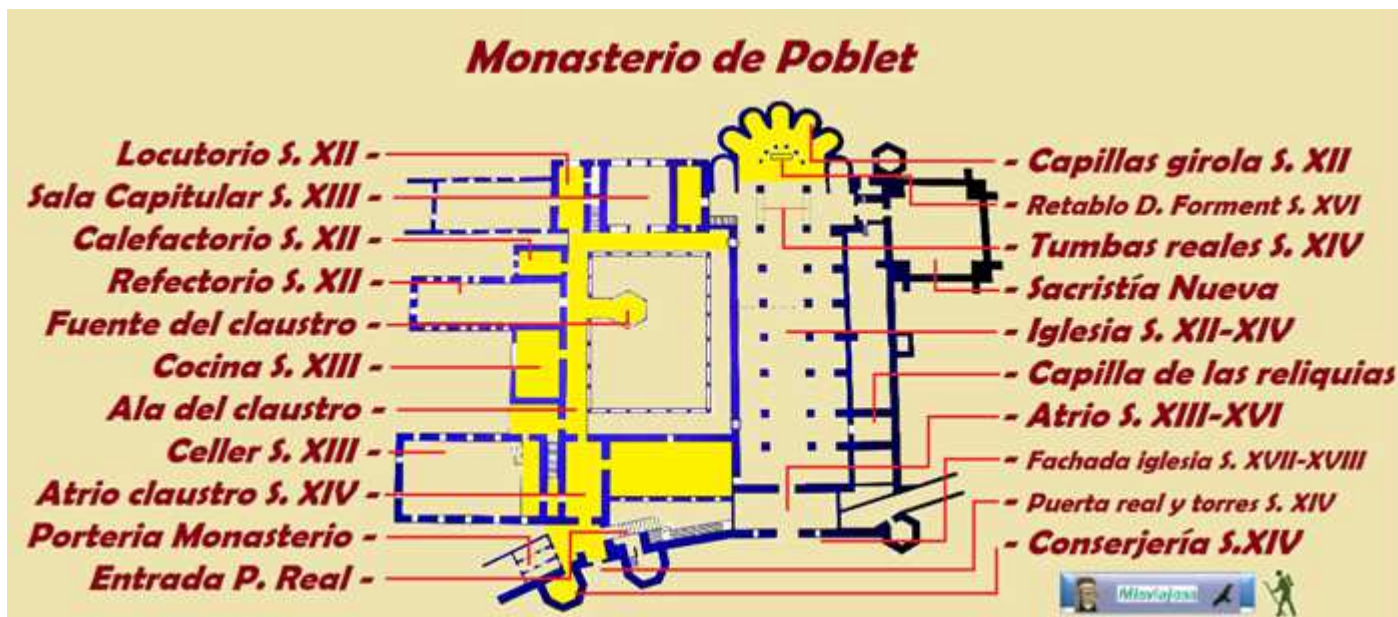 Monasterio de Poblet
Locutorio S. XII -
Sala Capitular S. XIII -
Calefactorio S. XII -
Refectorio S. XII -
Fuente del claustro -
Cocina S. XIII -
Ala del claustro -
Celler S. XIII -
Atrio claustro S. XIV -
Porteria Monasterio -
Entrada P. Real -
- Capillas girola S. XII
- Retablo D. Forment S. XVI
- Tumbas reales S. XIV
- Sacristía Nueva
- Iglesia S. XII-XIV
- Capilla de las reliquias
- Atrio S. XIII-XVI
- Fachada iglesia S. XVII-XVIII
- Puerta real y torres S. XIV
- Conserjería S.XIV